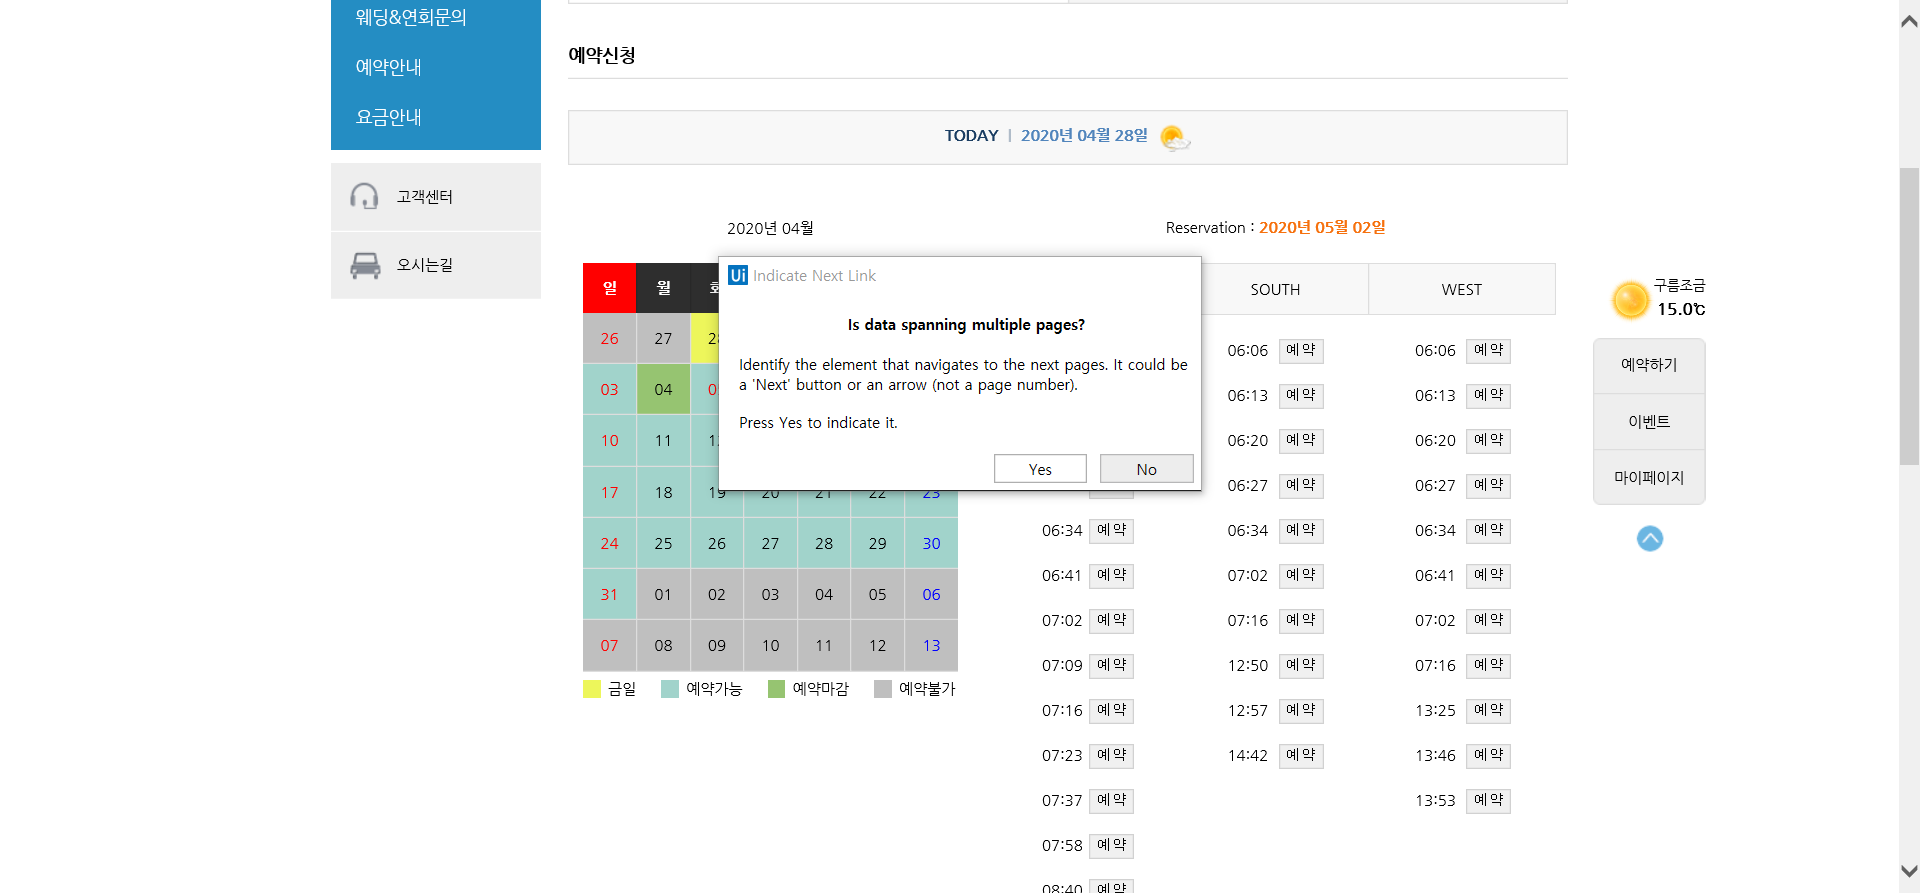 웨딩&연회문의
예약안내
요금안내
고객센터
오시는길
예약신청
TODAY | 2020년 04월 28일
2020년 04월
Reservation : 2020년 05월 02일
일 월
26 27
03 04
10 11
17 18 19 20 21 22 23
24 25 26 27 28 29 30
31 01 02 03 04 05 06
07 08 09 10 11 12 13
금일 예약가능 예약마감 예약불가
Ui Indicate Next Link
Is data spanning multiple pages?
Identify the element that navigates to the next pages. It could be
a 'Next' button or an arrow (not a page number).
Press Yes to indicate it.
Yes No
SOUTH WEST
06:06 예약 06:06 예약
06:13 예약 06:13 예약
06:20 예약 06:20 예약
06:27 예약 06:27 예약
06:34 예약 06:34 예약 06:34 예약
06:41 예약 07:02 예약 06:41 예약
07:02 예약 07:16 예약 07:02 예약
07:09 예약 12:50 예약 07:16 예약
07:16 예약 12:57 예약 13:25 예약
07:23 예약 14:42 예약 13:46 예약
07:37 예약 13:53 예약
07:58 예약
08:40 예약
구름조금
15.0℃
예약하기
이벤트
마이페이지